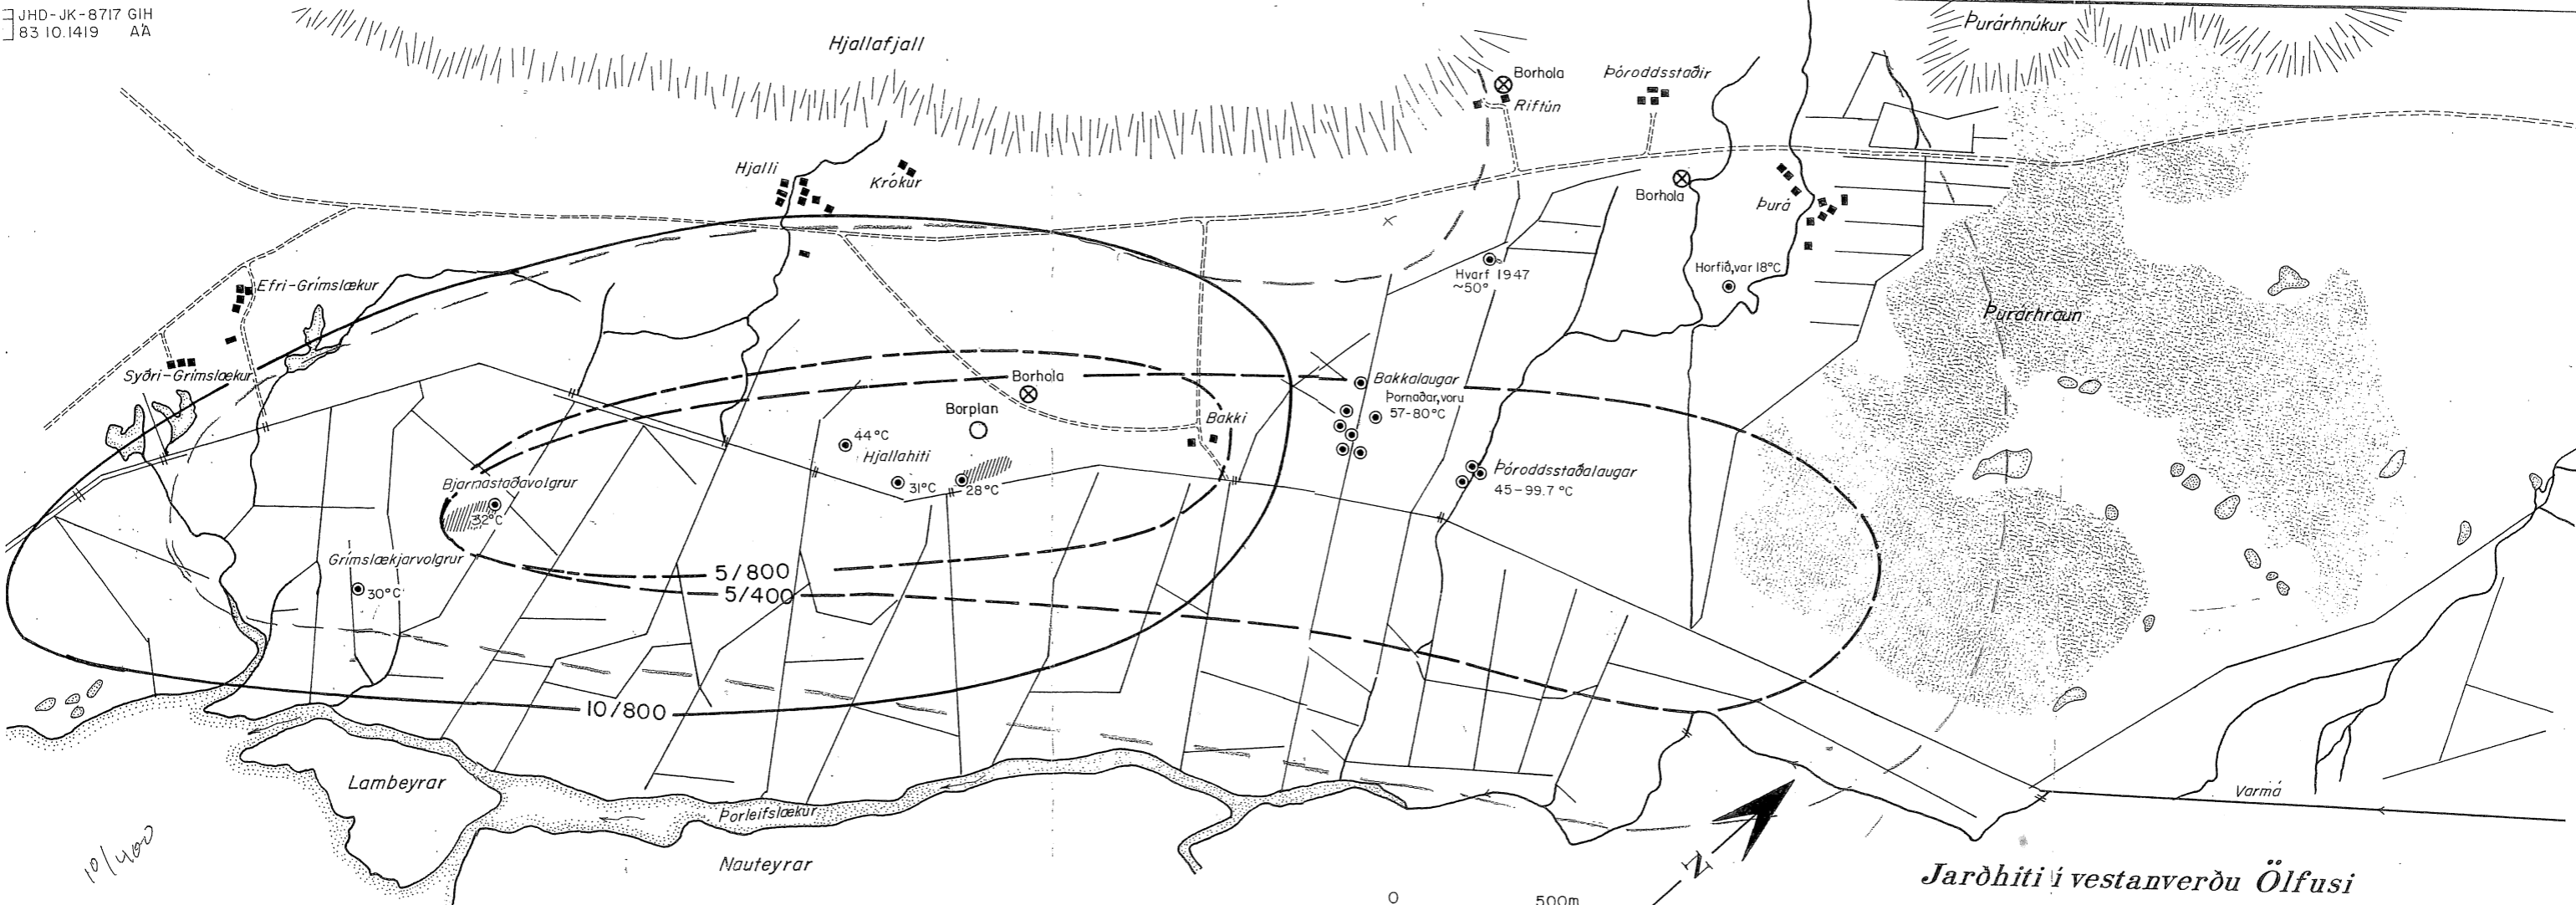 JHD-JK-8717 GIH
83 10.1419 AÁ
Hjallafjall
Þurárhnúkur
Borhola
Riftún
Þóroddsstaðir
Hjalli
Krókur
Borhola
Þurá
Efri-Grímslækur
Hvarf 1947
~50°
Horfið, var 18°C
Þurárhraun
Syðri-Grímslækur
Borhola
Borplan
Bakki
Bakkalaugar
Þornaðar, voru
57-80°C
44°C
Hjallahiti
31°C
28°C
Þóroddsstaðalaugar
45-99.7 °C
Bjarnastaðavolgrur
32°C
Grímslækjarvolgrur
30°C
5/800
5/400
10/800
Lambeyrar
Þorleifslækur
Nauteyrar
Varmá
10/400
N
Jarðhiti í vestanverðu Ölfusi
0 500m